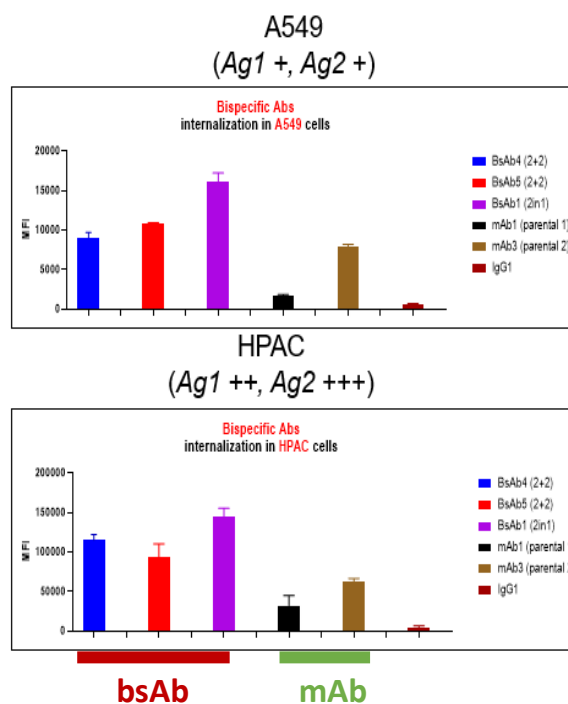 A549
(Ag1 +, Ag2 +)
Bispecific Abs
internalization in A549 cells
20000
15000
10000
5000
0
MFI
BsAb4 (2+2)
BsAb5 (2+2)
BsAb1 (2in1)
mAb1 (parental 1)
mAb3 (parental 2)
IgG1
HPAC
(Ag1 ++, Ag2 +++)
Bispecific Abs
internalization in HPAC cells
200000
150000
100000
50000
0
MFI
BsAb4 (2+2)
BsAb5 (2+2)
BsAb1 (2in1)
mAb1 (parental
mAb3 (parental
IgG1
bsAb
mAb